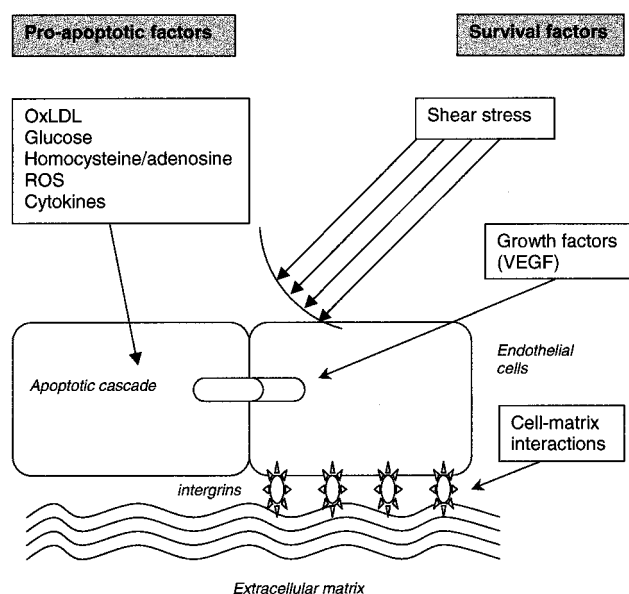 Pro-apoptotic factors
Survival factors
OxLDL
Glucose
Homocysteine/adenosine
ROS
Cytokines
Shear stress
Growth factors
(VEGF)
Endothelial
cells
Apoptotic cascade
Cell-matrix
interactions
intergrins
Extracellular matrix